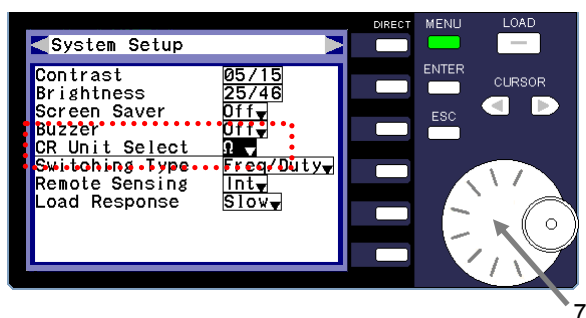 DIRECT MENU LOAD
System Setup
Contrast 05/15
Brightness 25/46
Screen Saver Off
Buzzer Off
CR Unit Select Ω
Switching Type Freq/Duty
Remote Sensing Int
Load Response Slow
ENTER
CURSOR
ESC
7